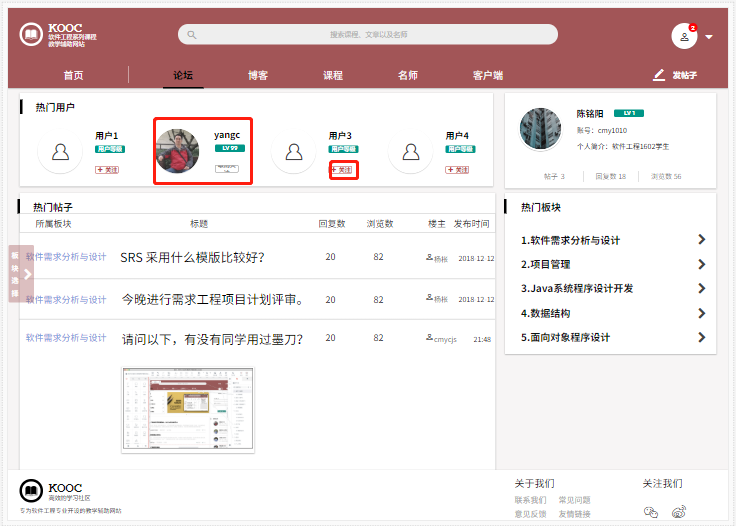 KOOC
软件工程系列课程
教学辅助网站
搜索课程、文章以及名师
2
首页
论坛
博客
课程
名师
客户端
发帖子
热门用户
用户1
用户等级
+ 关注
yangc
LV 99
用户3
用户等级
+ 关注
用户4
用户等级
+ 关注
陈铭阳
LV 1
账号：cmy1010
个人简介：软件工程1602学生
帖子 3
回复数 18
浏览数 56
热门帖子
所属板块 标题 回复数 浏览数 楼主 发布时间
软件需求分析与设计 SRS 采用什么模版比较好？ 20 82 杨枨 2018-12-12
软件需求分析与设计 今晚进行需求工程项目计划评审。 20 82 杨枨 2018-12-12
软件需求分析与设计 请问以下，有没有同学用过墨刀？ 20 82 cmycjs 21:48
热门板块
1.软件需求分析与设计
2.项目管理
3.Java系统程序设计开发
4.数据结构
5.面向对象程序设计
KOOC
高效的学习社区
专为软件工程专业开设的教学辅助网站
关于我们
联系我们 常见问题
意见反馈 友情链接
关注我们